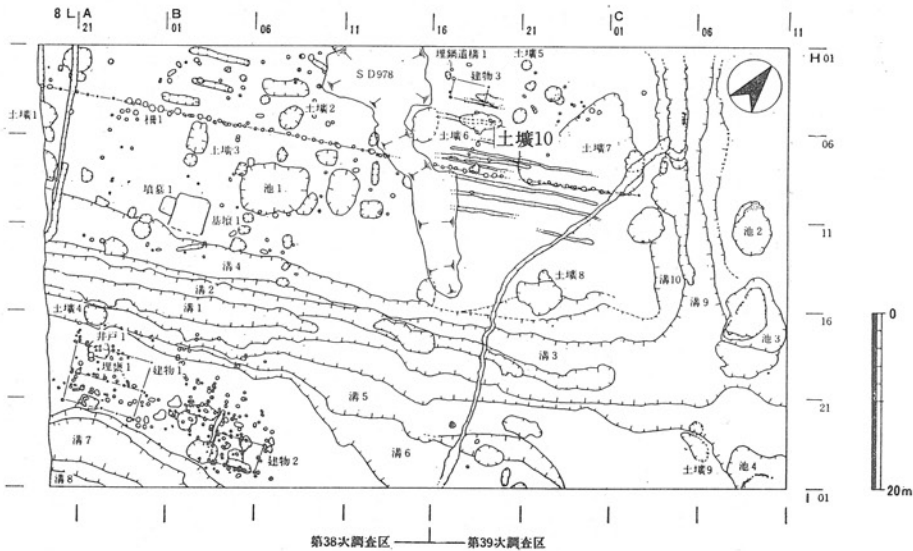 8 L A B C
21 01 06 16 21 01 06 11
H 01
埋鍋遺構1 土壙5
SD978 建物3
土壙1 柵1 土壙2 土壙6 土壙10 土壙7
06
土壙3
墳墓1 池1
基壇1 池2
11
溝4 土壙8 溝10
溝2 溝9
土壙4 溝1 16 0
池3
井戸1 溝3
埋甕1 建物1
溝5 21
溝7 溝6
建物2 土壙9 池4
溝8 I 01 20m
第38次調査区 第39次調査区